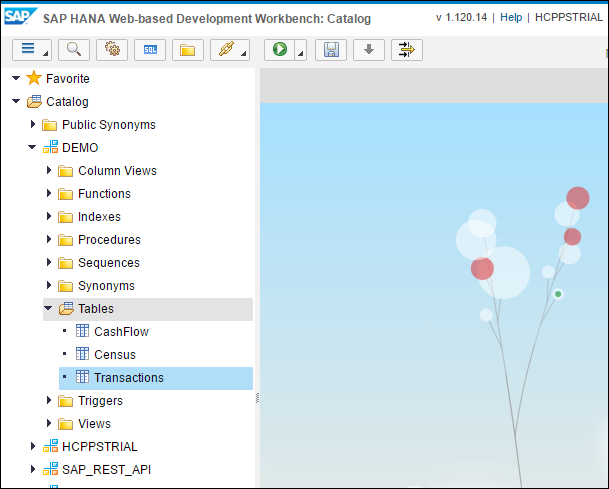 SAP SAP HANA Web-based Development Workbench: Catalog v 1.120.14 | Help | HCPPSTRIAL
SQL
Favorite
Catalog
Public Synonyms
DEMO
Column Views
Functions
Indexes
Procedures
Sequences
Synonyms
Tables
CashFlow
Census
Transactions
Triggers
Views
HCPPSTRIAL
SAP_REST_API